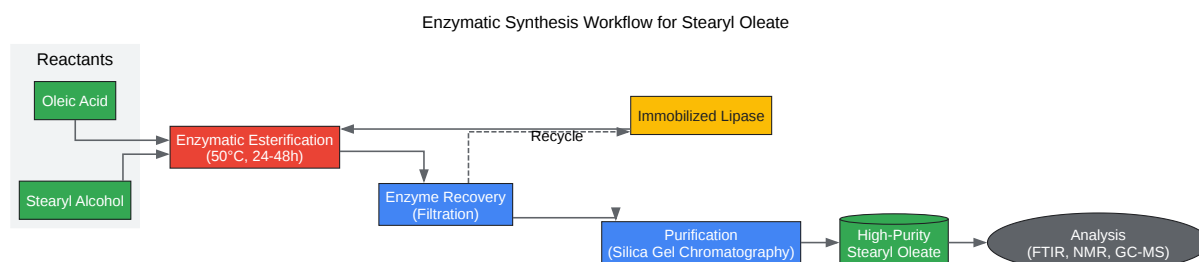 Enzymatic Synthesis Workflow for Stearyl Oleate
Reactants
Oleic Acid
Stearyl Alcohol
Enzymatic Esterification
(50°C, 24-48h)
Immobilized Lipase
Recycle
Enzyme Recovery
(Filtration)
Purification
(Silica Gel Chromatography)
High-Purity
Stearyl Oleate
Analysis
(FTIR, NMR, GC-MS)